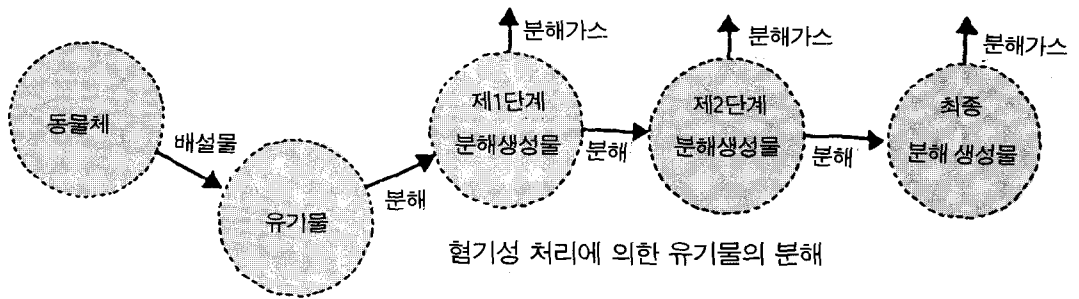 동물체
배설물
유기물
분해
제1단계
분해생성물
분해가스
분해
제2단계
분해생성물
분해가스
분해
최종
분해 생성물
분해가스
혐기성 처리에 의한 유기물의 분해